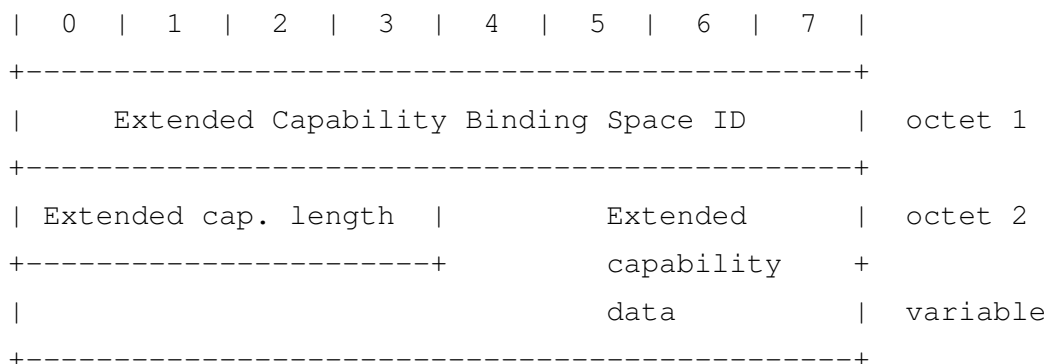 |  0  |  1  |  2  |  3  |  4  |  5  |  6  |  7  |
+-----------------------------------------------+
|     Extended Capability Binding Space ID      |  octet 1
+-----------------------------------------------+
| Extended cap. length  |         Extended      |  octet 2
+-----------------------+         capability    +
|                                 data          |  variable
+-----------------------------------------------+